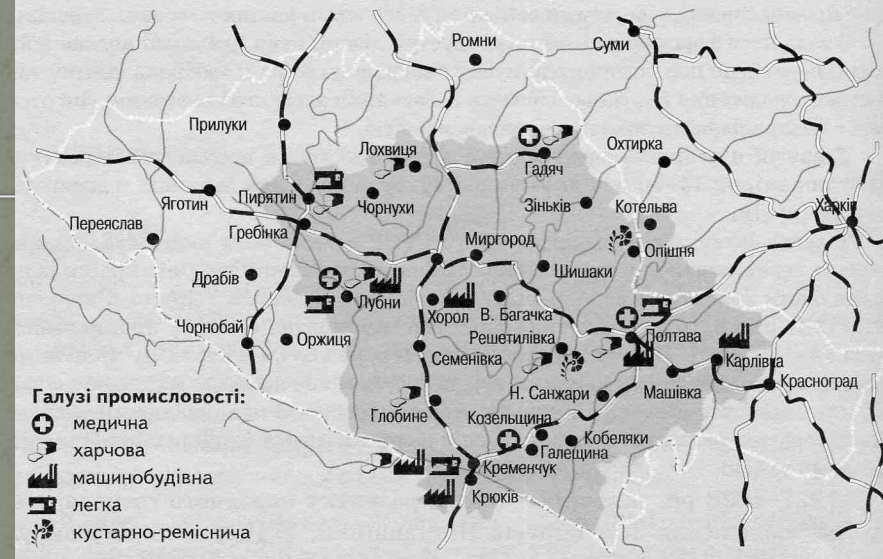 Ромни
Суми
Прилуки
Лохвиця
Гадяч
Охтирка
Яготин
Пирятин
Чорнухи
Зіньків
Котельва
Харків
Переяслав
Гребінка
Миргород
Опішня
Драбів
Шишаки
Лубни
Хорол
В. Багачка
Полтава
Чорнобай
Оржиця
Решетилівка
Семенівка
Карлівка
Н. Санжари
Машівка
Красноград
Глобине
Козельщина
Кобеляки
Галещина
Кременчук
Крюків
Галузі промисловості:
медична
харчова
машинобудівна
легка
кустарно-реміснича